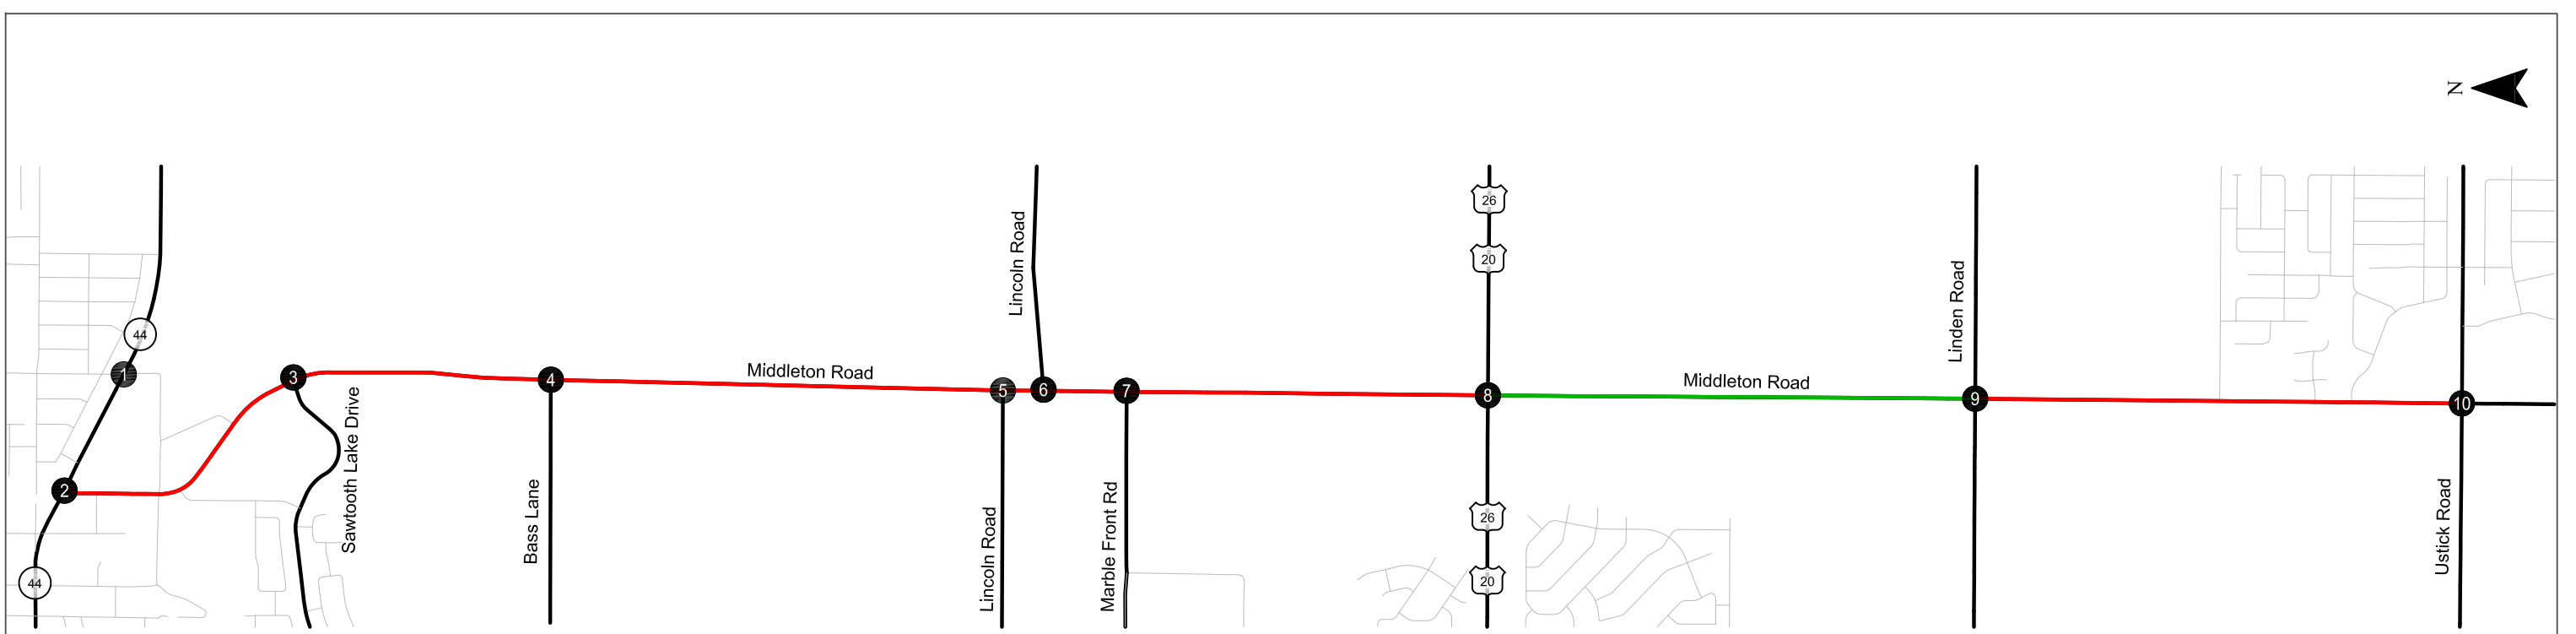 N
26
20
Lincoln Road
Linden Road
44
1
3
4
Middleton Road
5
6
7
8
Middleton Road
9
10
2
Sawtooth Lake Drive
Bass Lane
Lincoln Road
Marble Front Rd
26
20
Ustick Road
44